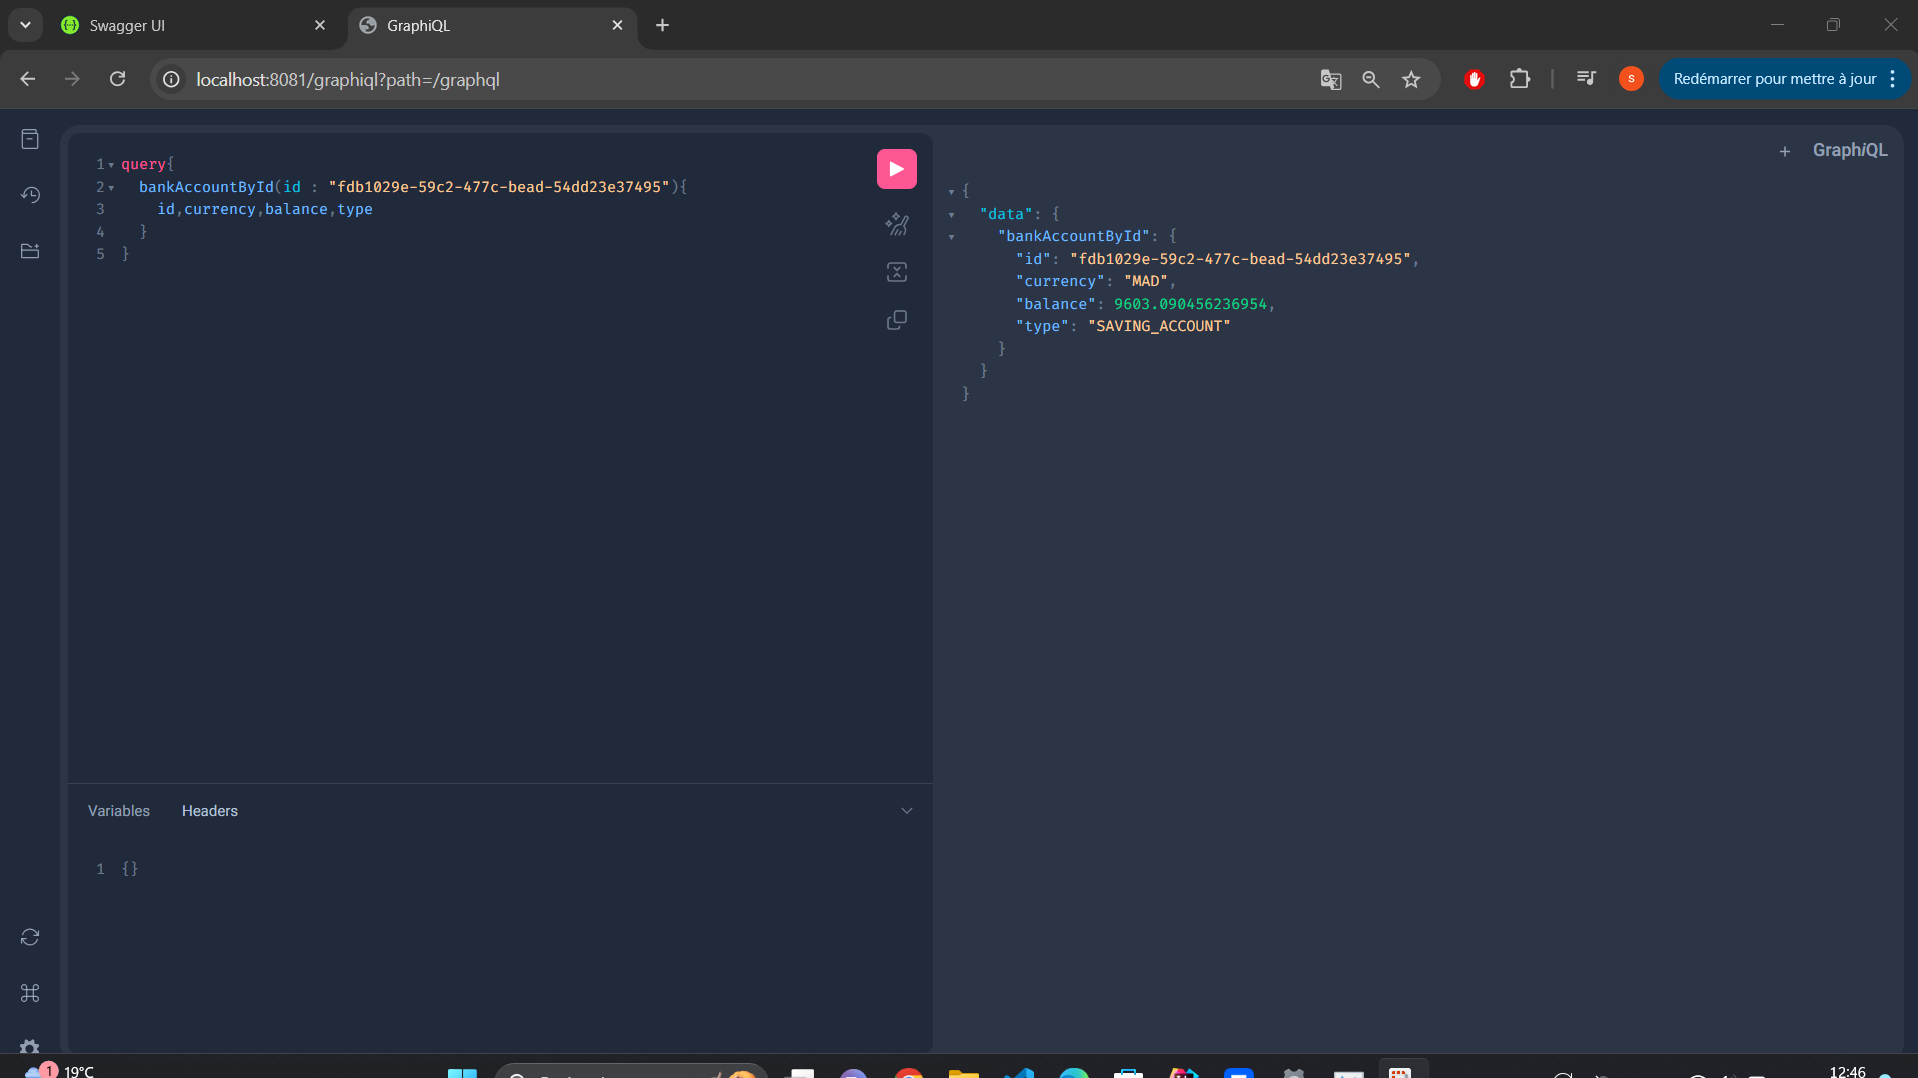 Swagger UI
GraphiQL
localhost:8081/graphiql?path=/graphql
S
Redémarrer pour mettre à jour
GraphiQL
1 query{
2 bankAccountById(id : "fdb1029e-59c2-477c-bead-54dd23e37495"){
3 id,currency,balance,type
4 }
5 }
{
"data": {
"bankAccountById": {
"id": "fdb1029e-59c2-477c-bead-54dd23e37495",
"currency": "MAD",
"balance": 9603.090456236954,
"type": "SAVING_ACCOUNT"
}
}
}
Variables Headers
1 {}
1 19°C
12:46